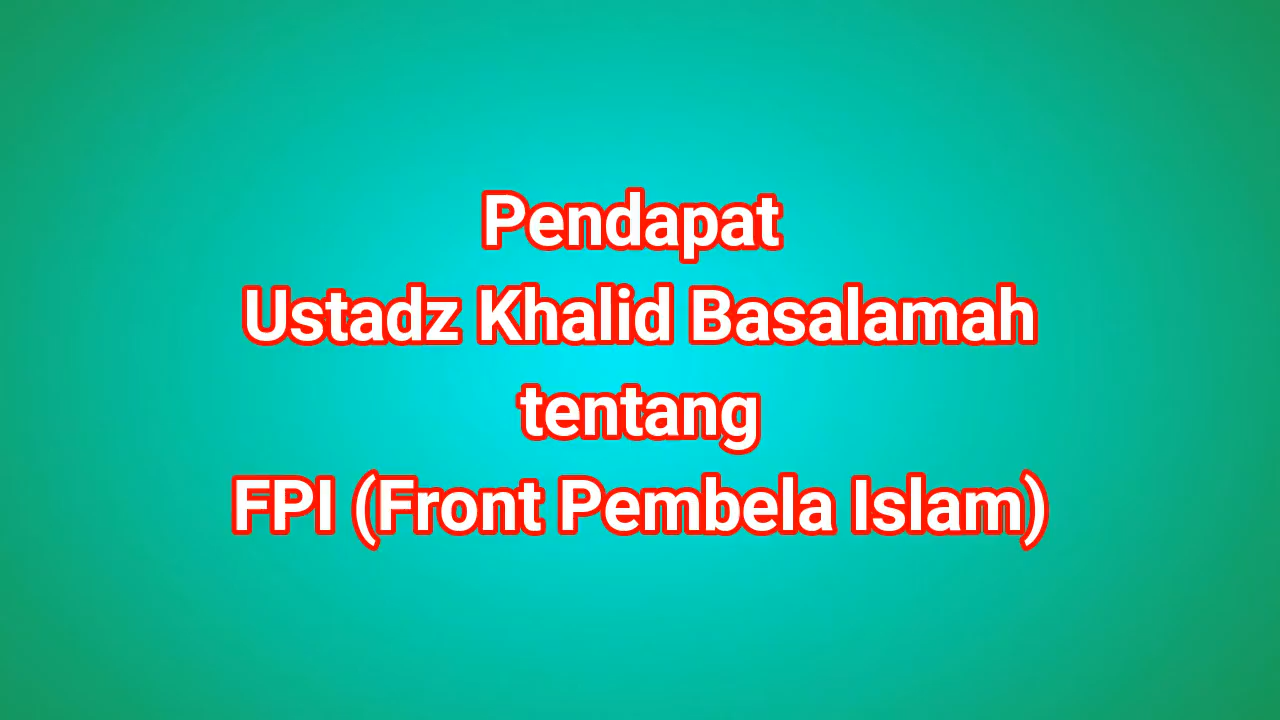 Pendapat
Ustadz Khalid Basalamah
tentang
FPI (Front Pembela Islam)